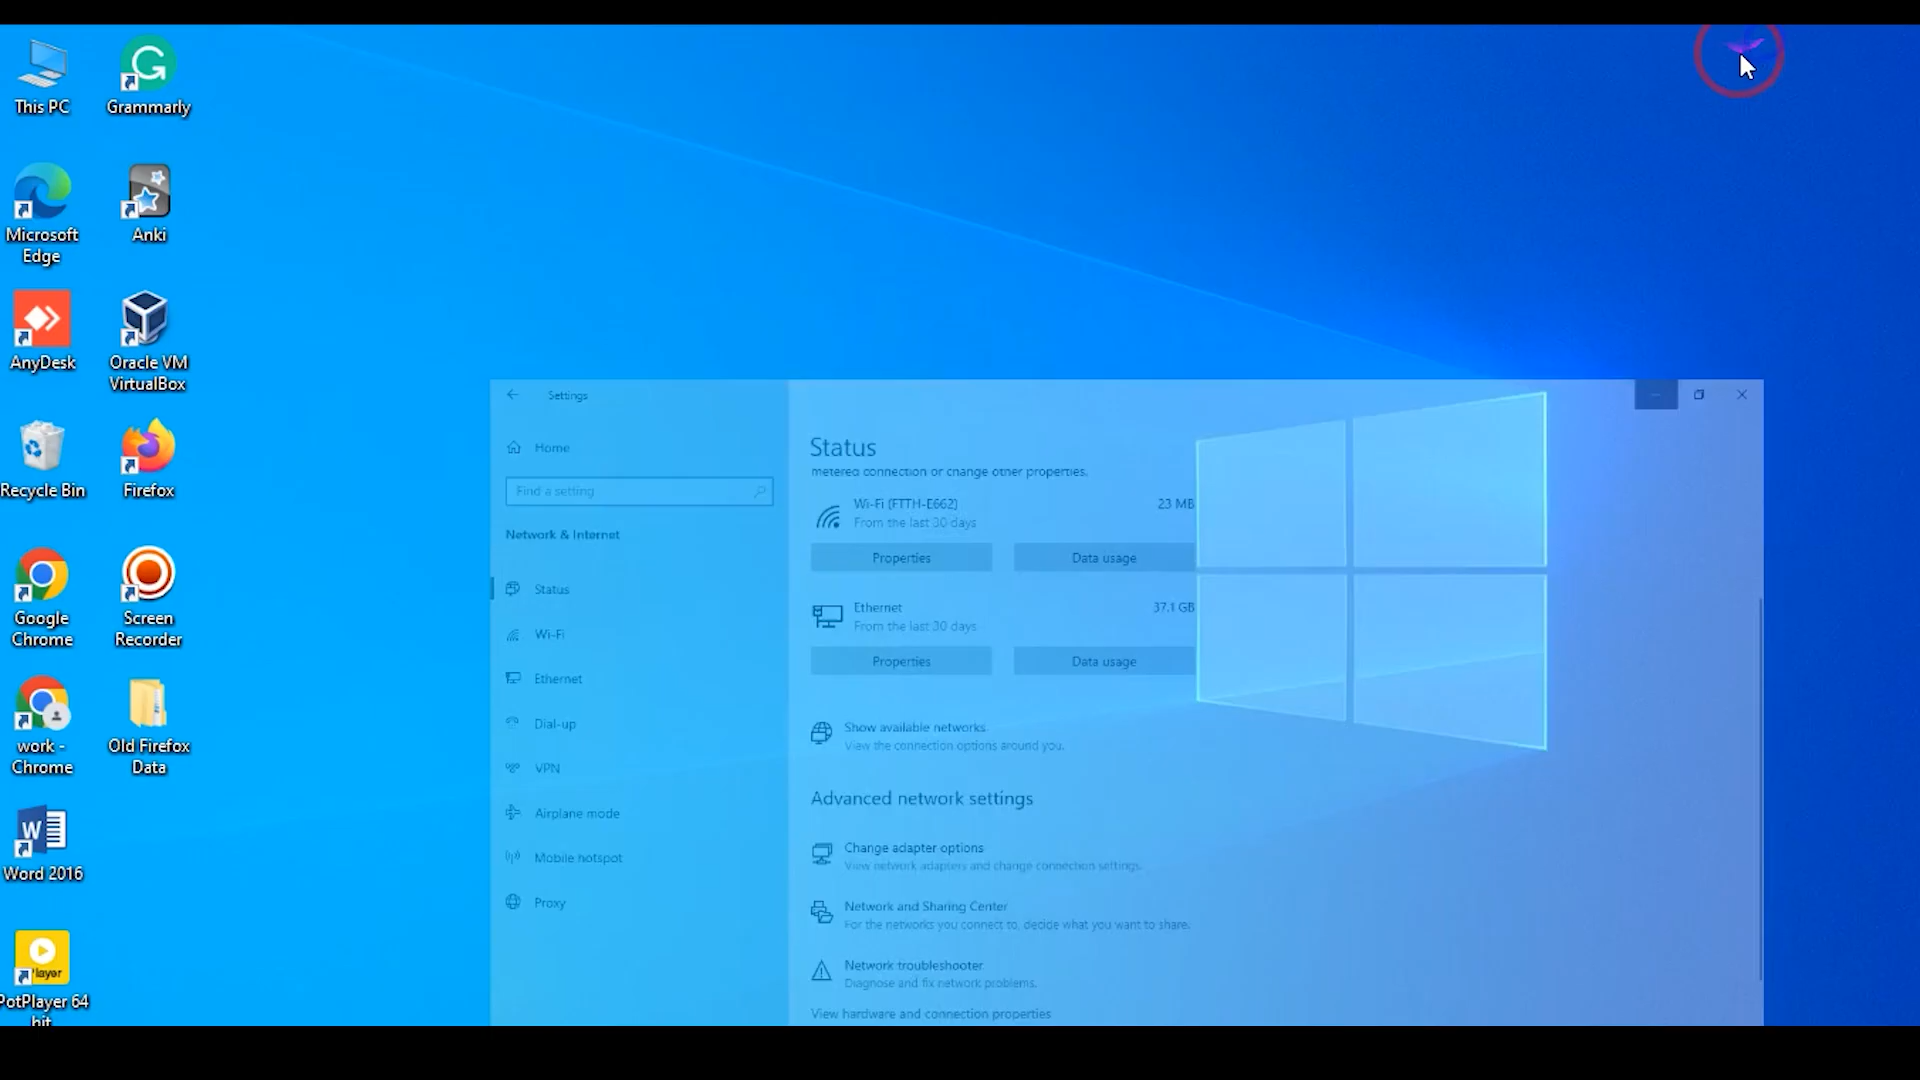 This PC
Grammarly
Microsoft
Edge
Anki
AnyDesk
Oracle VM
VirtualBox
Recycle Bin
Firefox
Google
Chrome
Screen
Recorder
work -
Chrome
Old Firefox
Data
W
Word 2016
Player
PotPlayer 64
bit
Settings
Home
Find a setting
Network & Internet
Status
Wi-Fi
Ethernet
Dial-up
VPN
Airplane mode
Mobile hotspot
Proxy
Status
metered connection or change other properties.
Wi-Fi (FTTH-E662)
23 MB
From the last 30 days
Properties
Data usage
Ethernet
37.1 GB
From the last 30 days
Properties
Data usage
Show available networks
View the connection options around you.
Advanced network settings
Change adapter options
View network adapters and change connection settings.
Network and Sharing Center
For the networks you connect to, decide what you want to share.
Network troubleshooter
Diagnose and fix network problems.
View hardware and connection properties